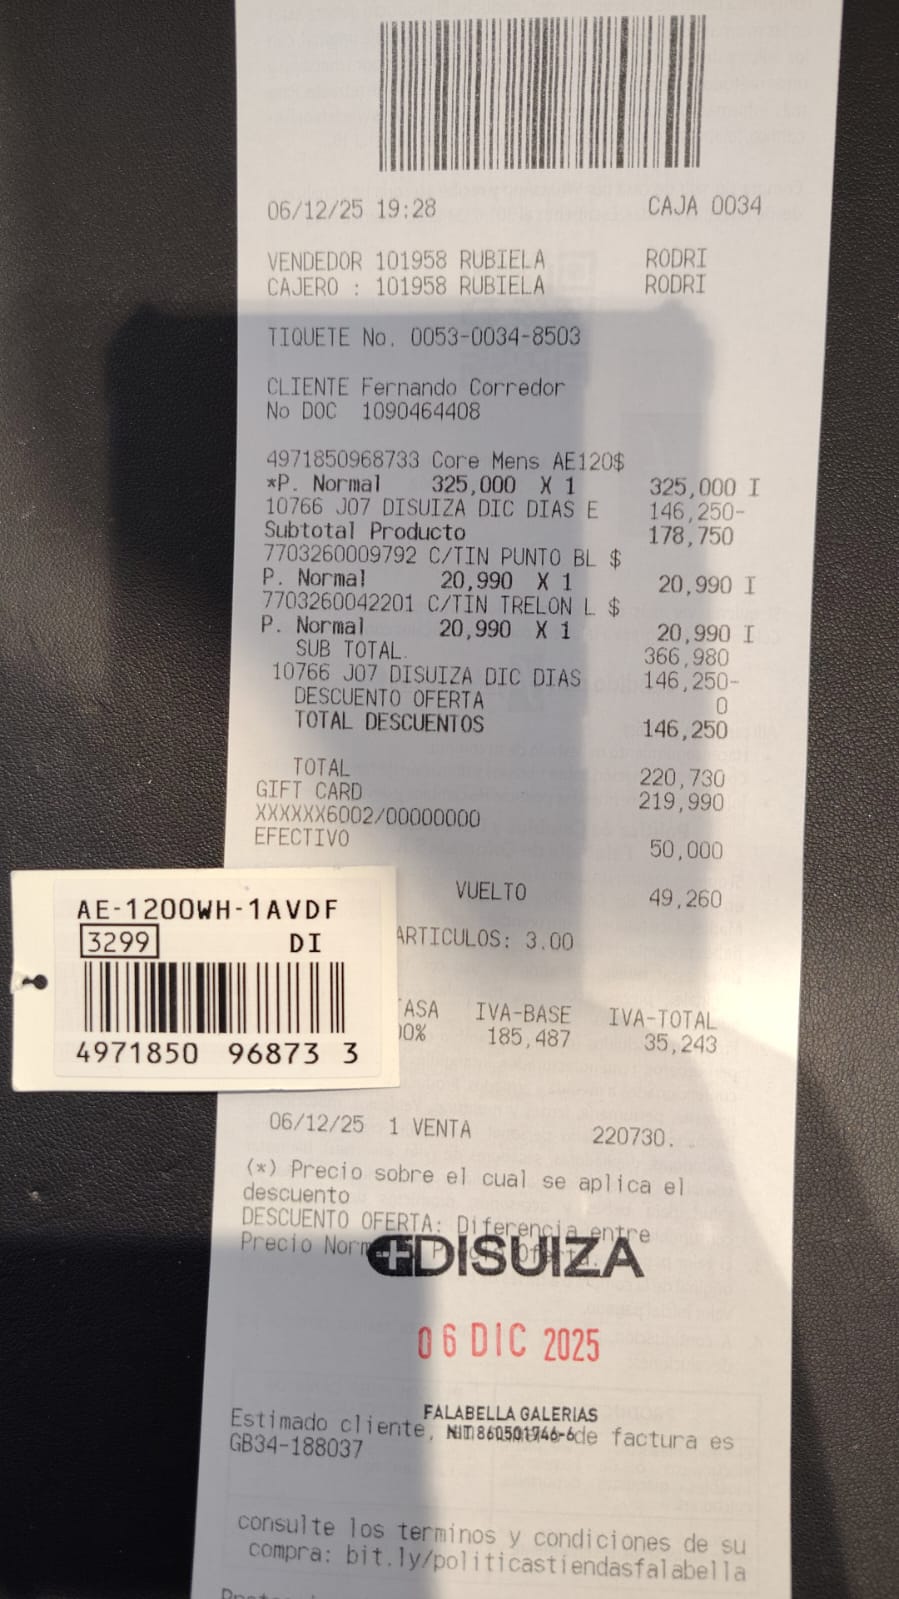 06/12/25 19:28 CAJA 0034
VENDEDOR 101958 RUBIELA RODRI
CAJERO : 101958 RUBIELA RODRI
TIQUETE No. 0053-0034-8503
CLIENTE Fernando Corredor
No DOC 1090464408
4971850968733 Core Mens AE120$
*P. Normal 325,000 X 1 325,000 I
10766 J07 DISUIZA DIC DIAS E 146,250-
Subtotal Producto 178,750
7703260009792 C/TIN PUNTO BL $
P. Normal 20,990 X 1 20,990 I
7703260042201 C/TIN TRELON L $
P. Normal 20,990 X 1 20,990 I
SUB TOTAL. 366,980
10766 J07 DISUIZA DIC DIAS 146,250-
DESCUENTO OFERTA 0
TOTAL DESCUENTOS 146,250
TOTAL 220,730
GIFT CARD 219,990
XXXXXX6002/00000000
EFECTIVO 50,000
VUELTO 49,260
ARTICULOS: 3.00
AE-1200WH-1AVDF
3299 DI
4971850 96873 3
TASA IVA-BASE IVA-TOTAL
00% 185,487 35,243
06/12/25 1 VENTA 220730.
(*) Precio sobre el cual se aplica el
descuento
DESCUENTO OFERTA: Diferencia entre
Precio Norm P Oferta.
DISUIZA
06 DIC 2025
FALABELLA GALERIAS
NIT 860501746-6
Estimado cliente, de factura es
GB34-188037
consulte los terminos y condiciones de su
compra: bit.ly/politicastiendasfalabella